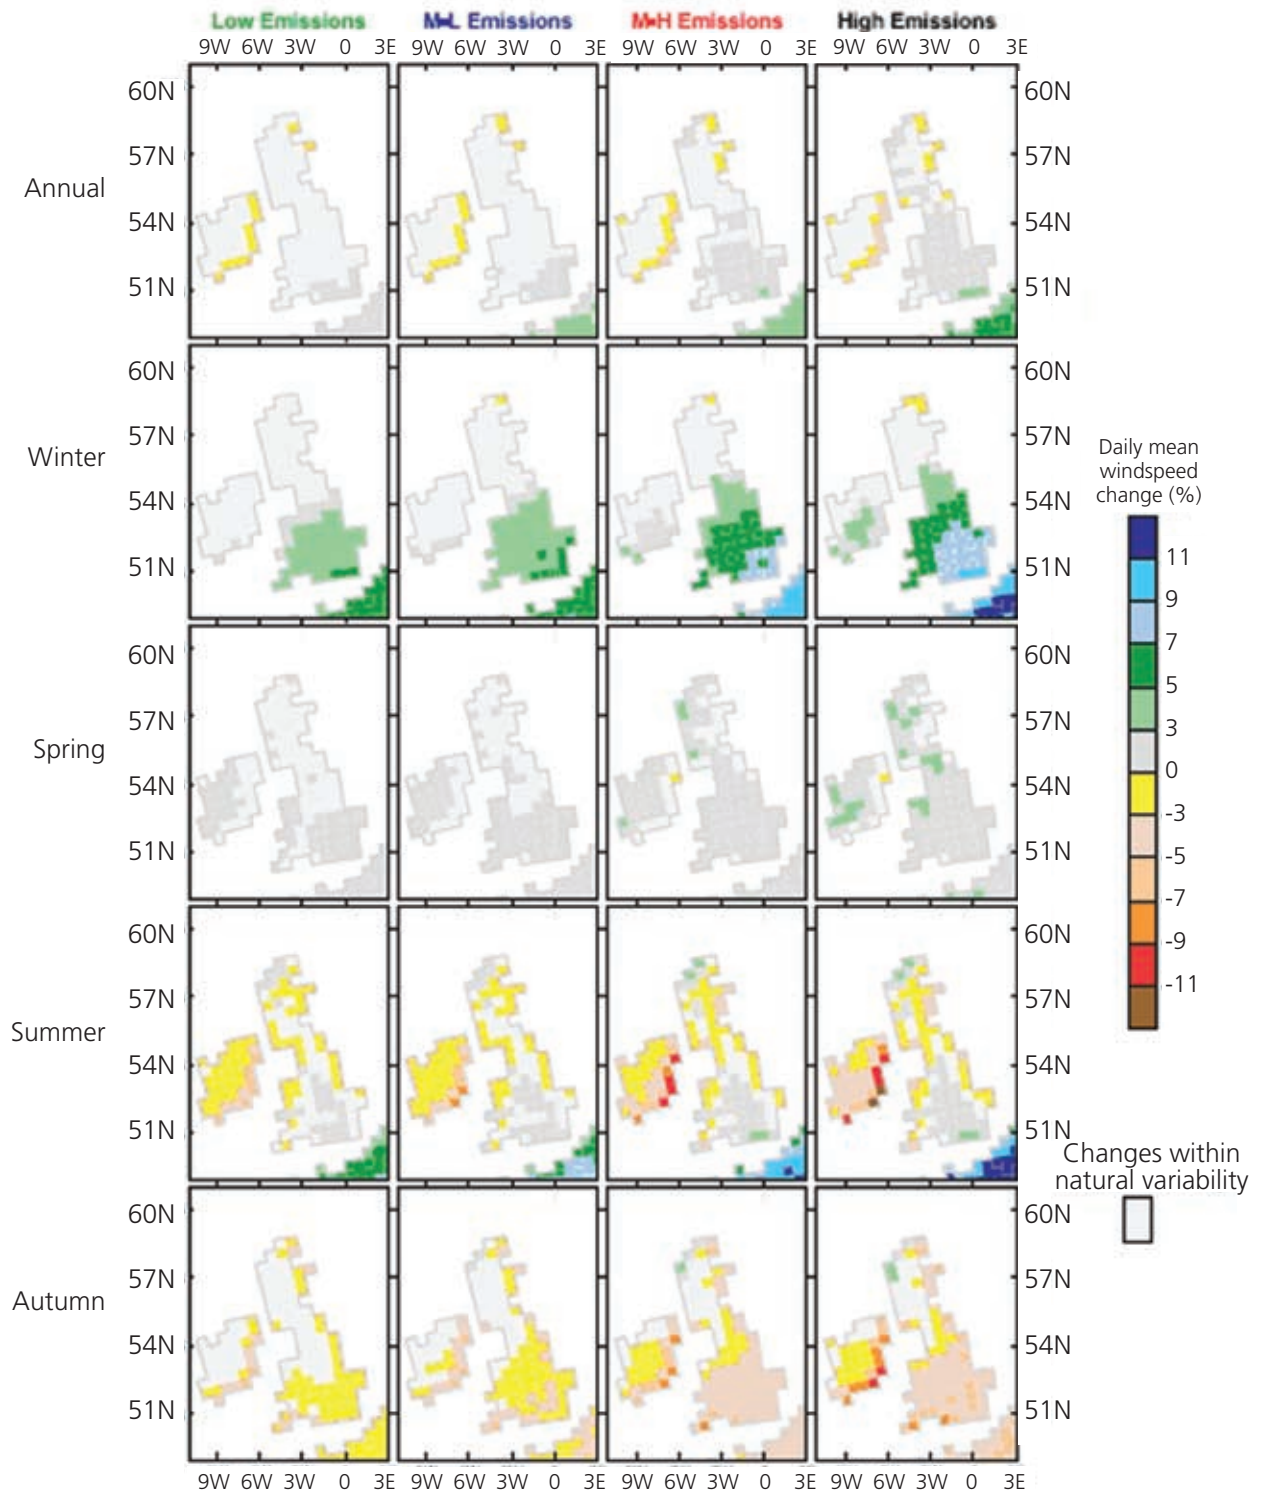 Low Emissions M-L Emissions M-H Emissions High Emissions
9W 6W 3W 0 3E 9W 6W 3W 0 3E 9W 6W 3W 0 3E 9W 6W 3W 0 3E
60N 60N
57N 57N
Annual
54N 54N
51N 51N
60N 60N
57N 57N
Winter
54N 54N
51N 51N
60N 60N
57N 57N
Spring
54N 54N
51N 51N
60N 60N
57N 57N
Summer
54N 54N
51N 51N
60N 60N
57N 57N
Autumn
54N 54N
51N 51N
9W 6W 3W 0 3E 9W 6W 3W 0 3E 9W 6W 3W 0 3E 9W 6W 3W 0 3E
Daily mean
windspeed
change (%)
11
9
7
5
3
0
-3
-5
-7
-9
-11
Changes within
natural variability